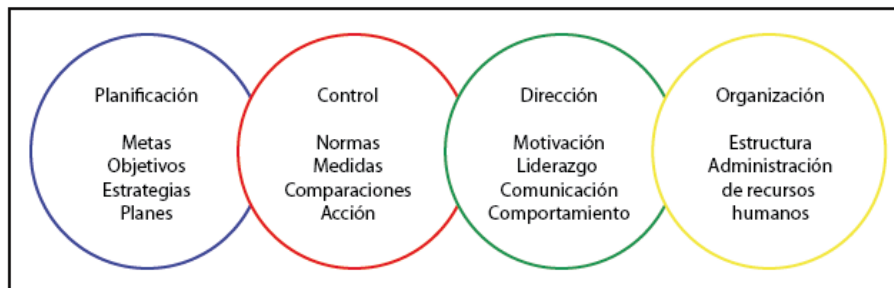 Planificación
Metas
Objetivos
Estrategias
Planes
Control
Normas
Medidas
Comparaciones
Acción
Dirección
Motivación
Liderazgo
Comunicación
Comportamiento
Organización
Estructura
Administración
de recursos
humanos